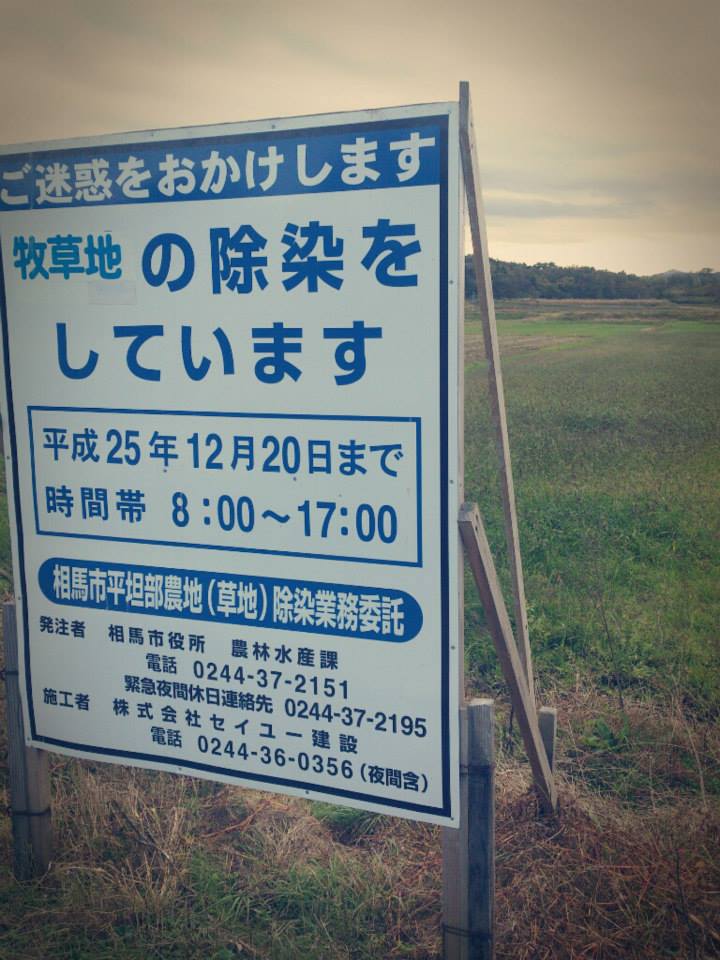 ご迷惑をおかけします
牧草地の除染を
しています
平成25年12月20日まで
時間帯 8:00〜17:00
相馬市平坦部農地(草地)除染業務委託
発注者 相馬市役所 農林水産課
電話 0244-37-2151
緊急夜間休日連絡先 0244-37-2195
施工者 株式会社セイユー建設
電話 0244-36-0356(夜間含)